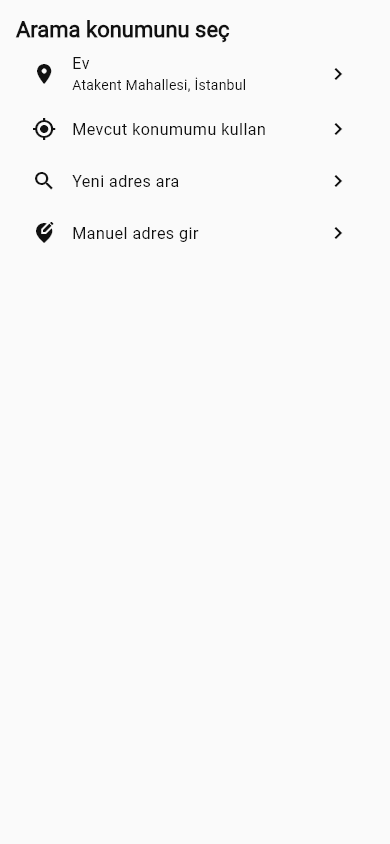 Arama konumunu seç
Ev
Atakent Mahallesi, İstanbul
Mevcut konumumu kullan
Yeni adres ara
Manuel adres gir